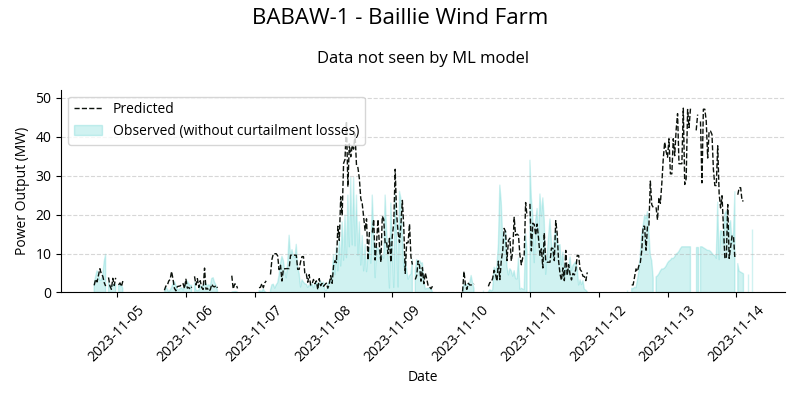 BABAW-1 - Baillie Wind Farm
Data not seen by ML model
Predicted
Observed (without curtailment losses)
Power Output (MW)
50
40
30
20
10
0
2023-11-05
2023-11-06
2023-11-07
2023-11-08
2023-11-09
2023-11-10
2023-11-11
2023-11-12
2023-11-13
2023-11-14
Date